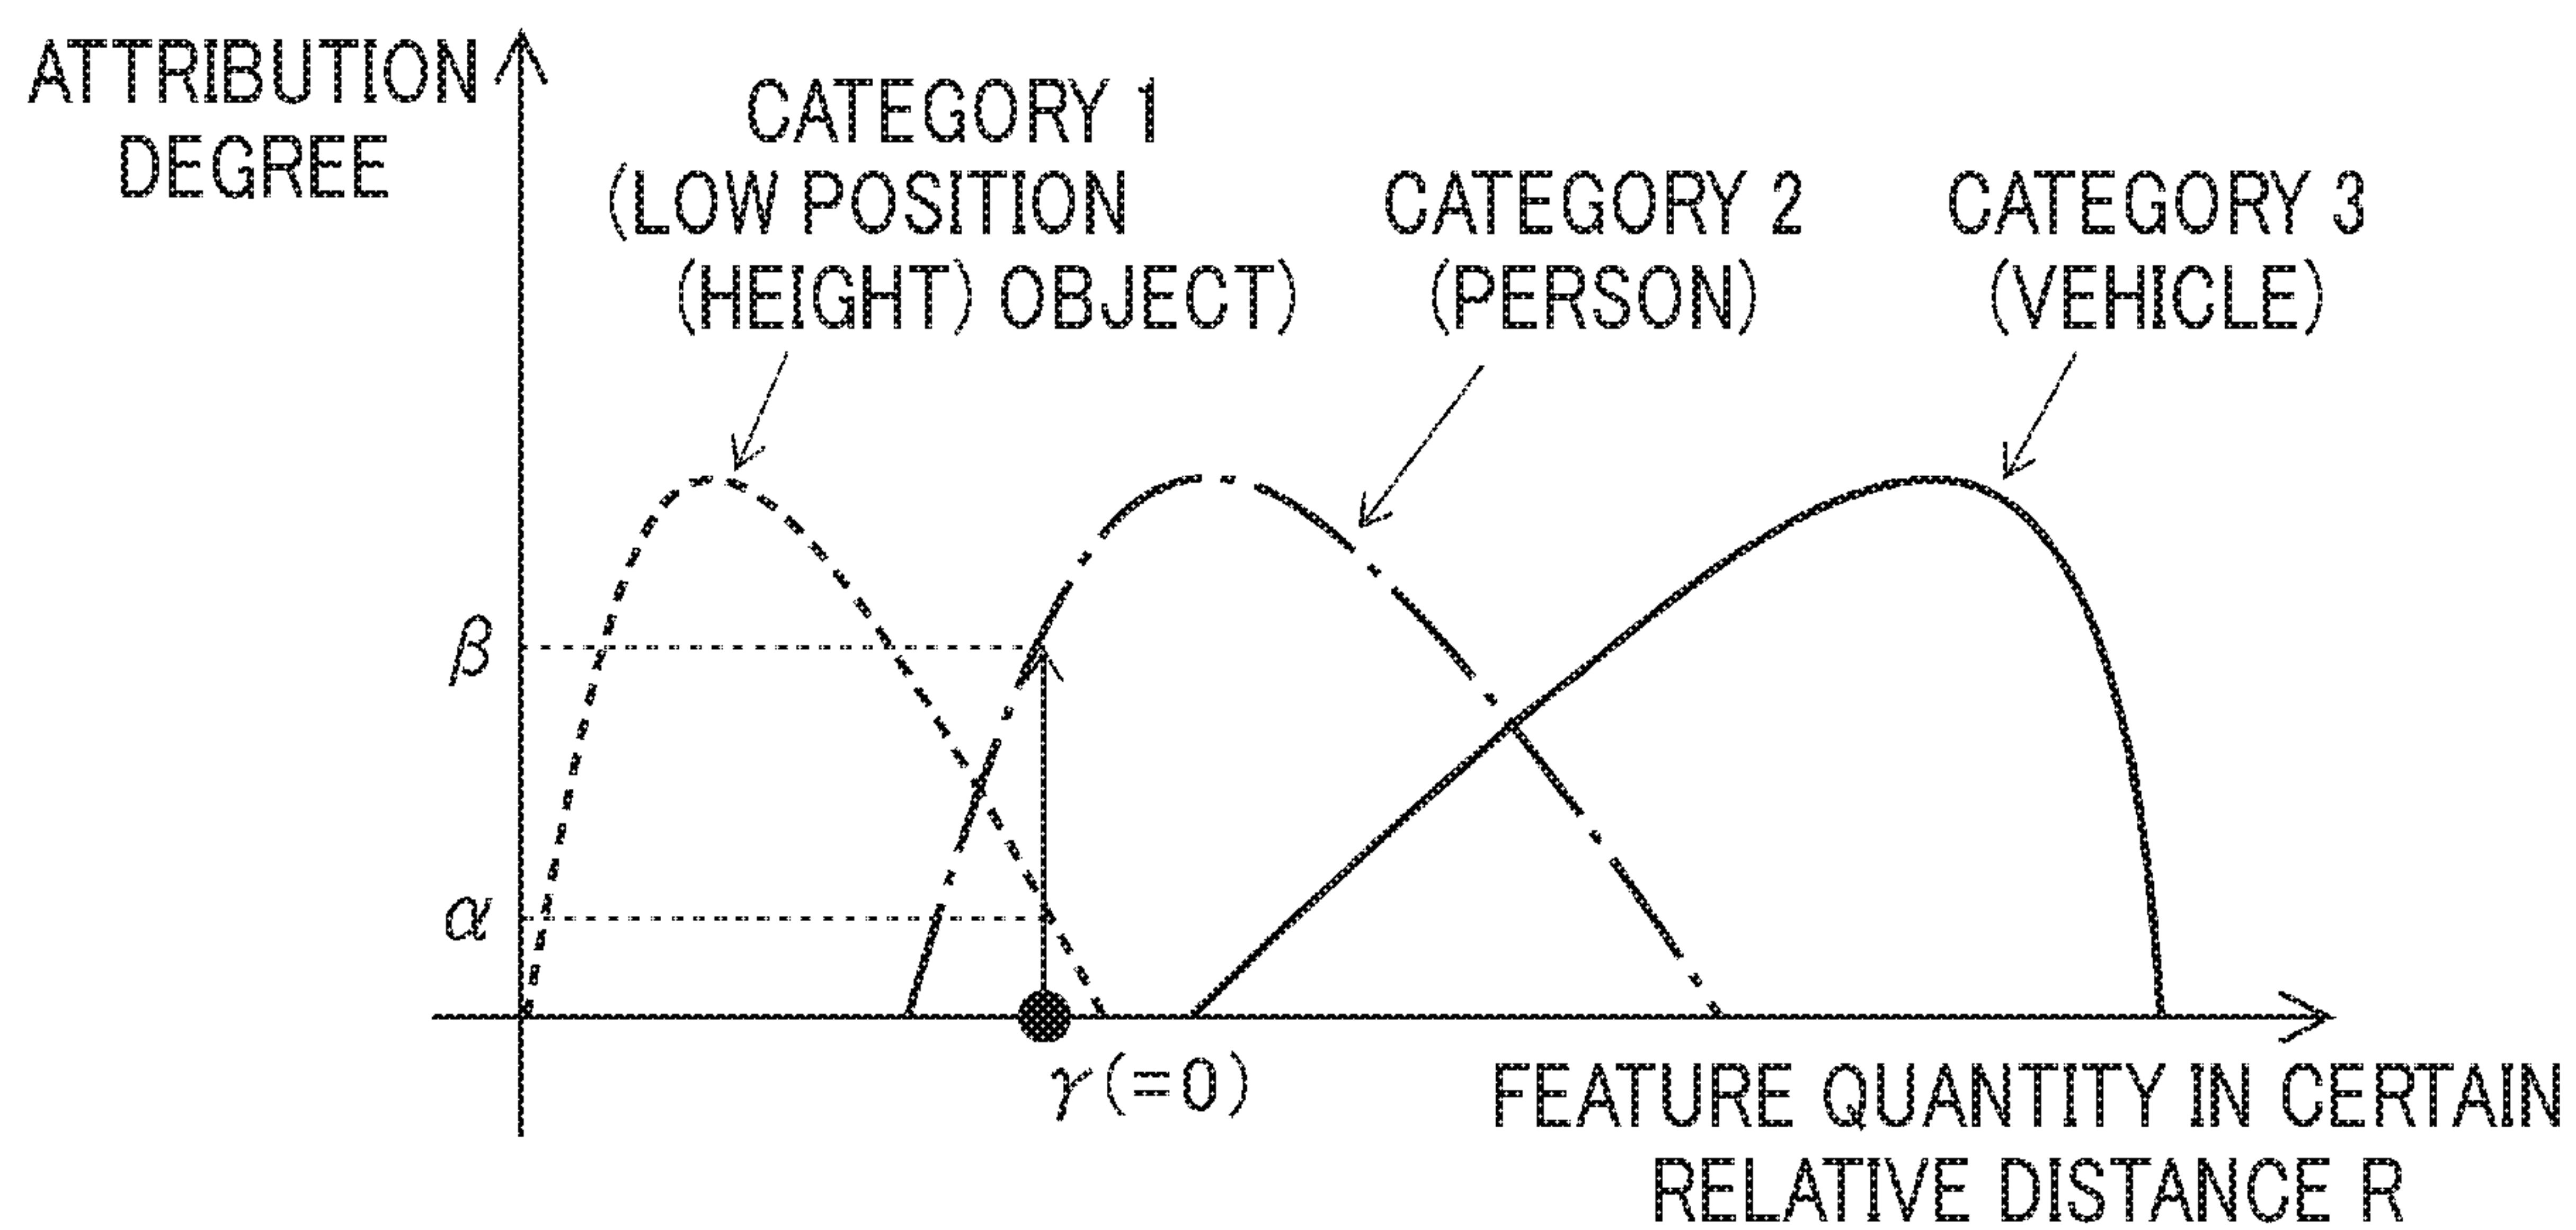 ATTRIBUTION
DEGREE
CATEGORY 1
(LOW POSITION
(HEIGHT) OBJECT)
CATEGORY 2
(PERSON)
CATEGORY 3
(VEHICLE)
β
α
γ(=0)
FEATURE QUANTITY IN CERTAIN
RELATIVE DISTANCE R